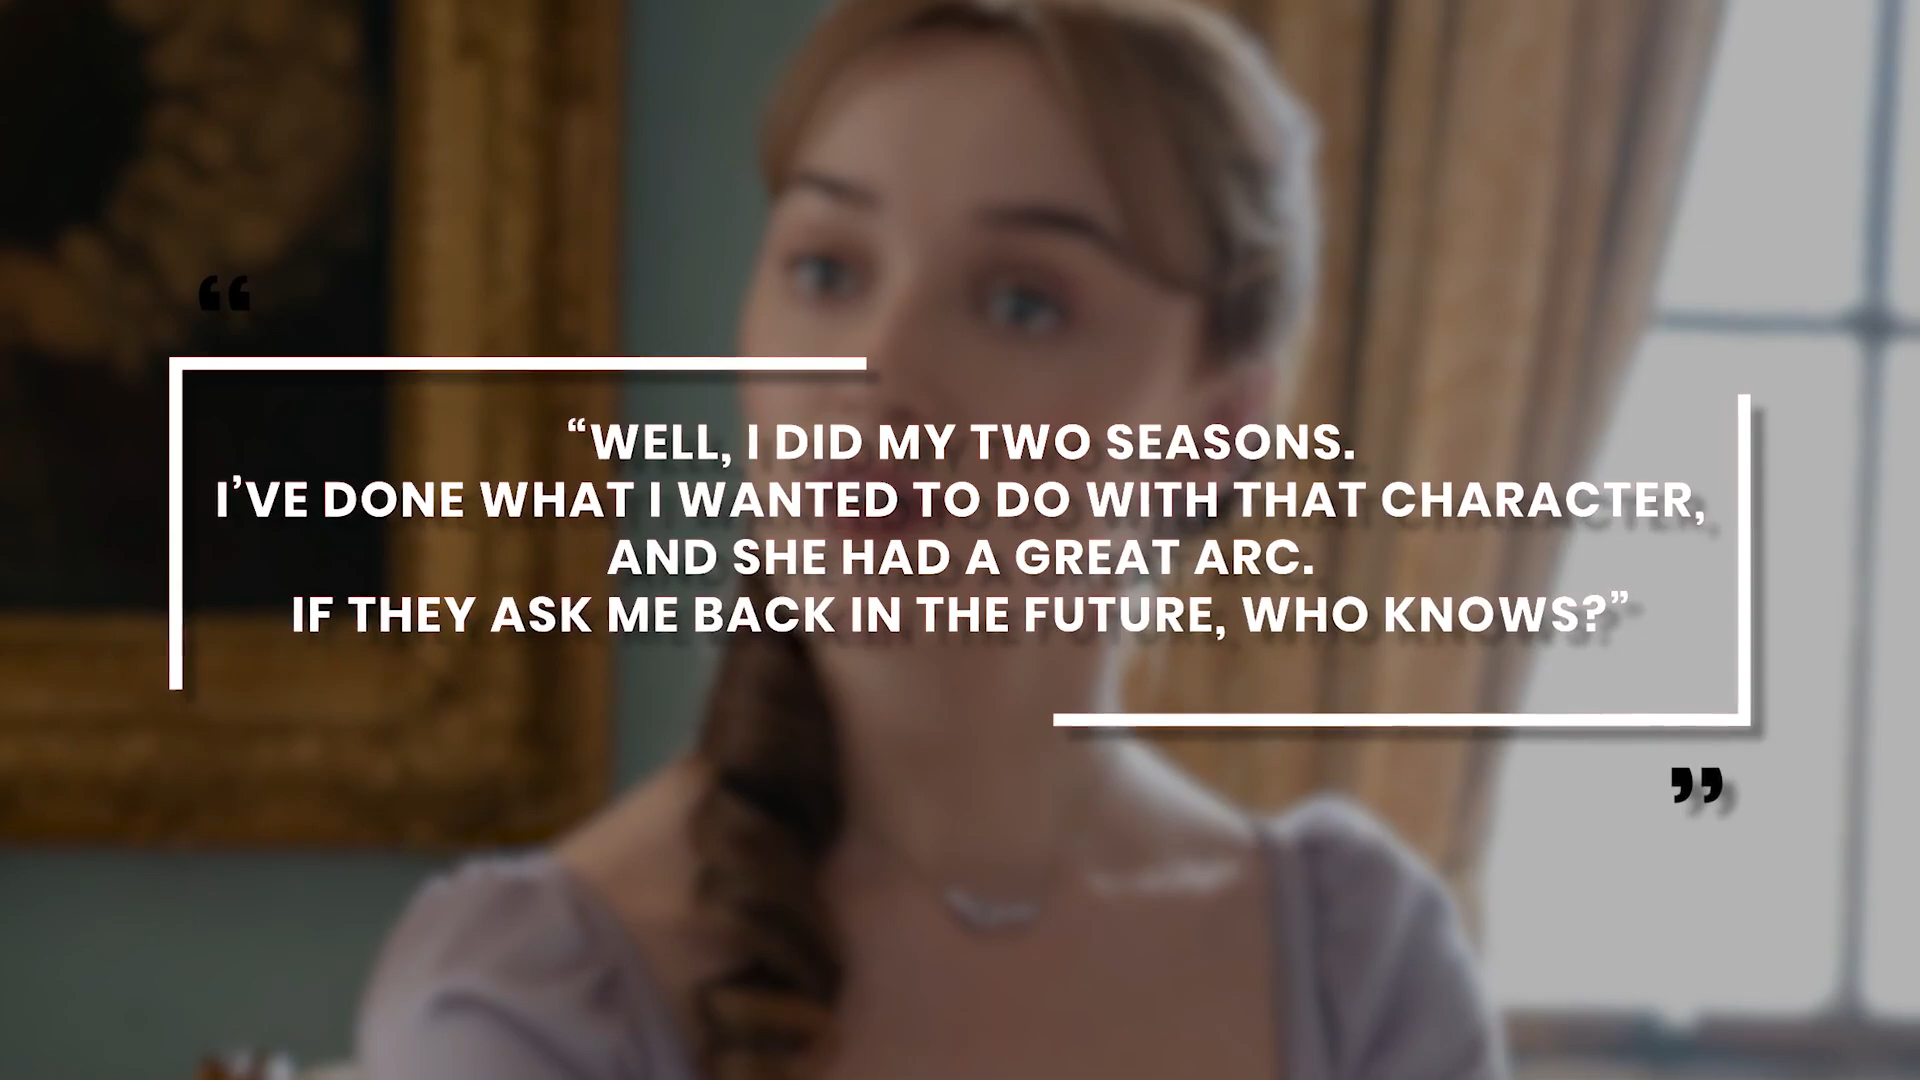 “
“WELL, I DID MY TWO SEASONS.
I’VE DONE WHAT I WANTED TO DO WITH THAT CHARACTER,
AND SHE HAD A GREAT ARC.
IF THEY ASK ME BACK IN THE FUTURE, WHO KNOWS?”
”